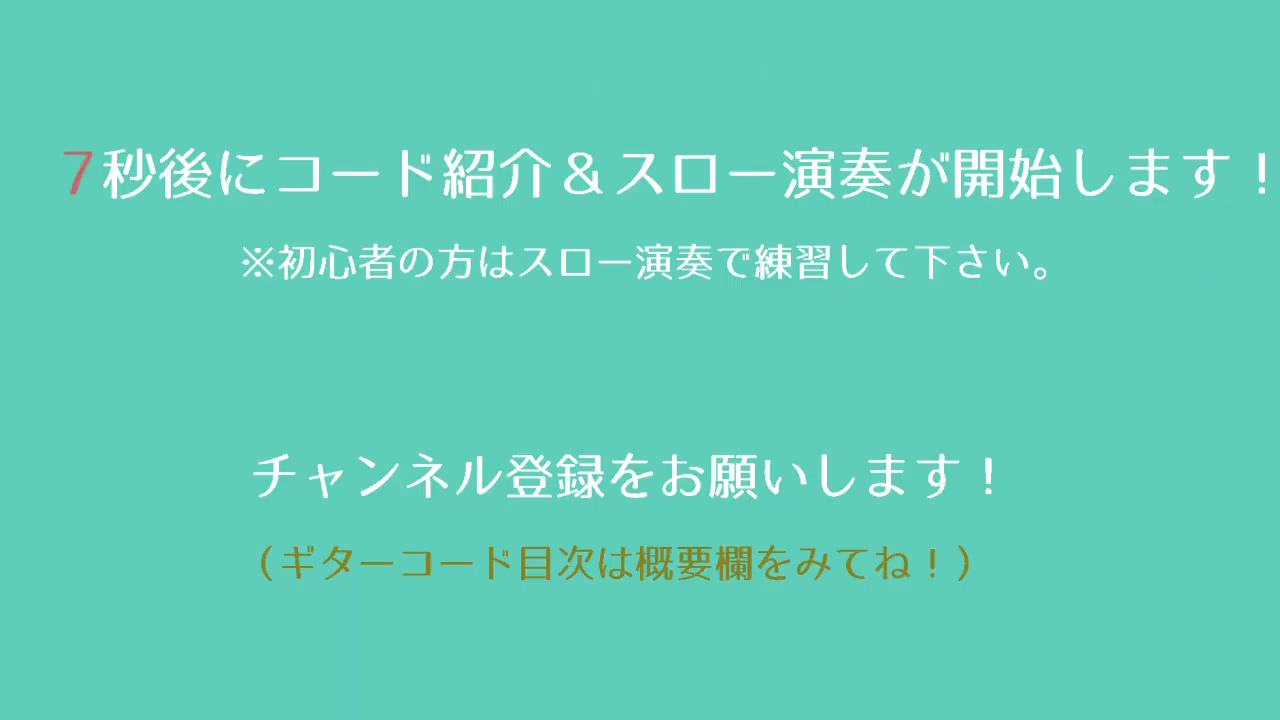 7秒後にコード紹介＆スロー演奏が開始します！
※初心者の方はスロー演奏で練習して下さい。
チャンネル登録をお願いします！
（ギターコード目次は概要欄をみてね！）